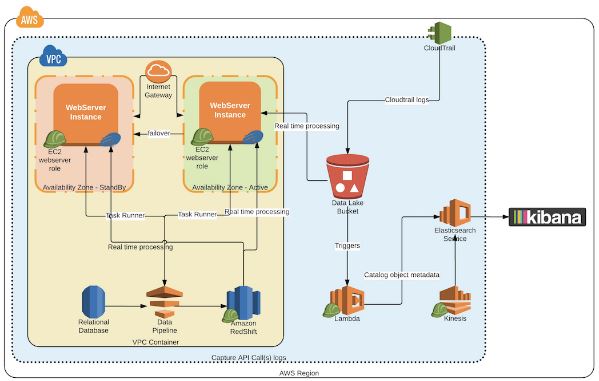 AWS
CloudTrail
VPC
Internet
Gateway
WebServer
Instance
WebServer
Instance
Cloudtrail logs
Real time processing
failover
EC2
webserver
role
EC2
webserver
role
Availability Zone - StandBy
Availability Zone - Active
Data Lake
Bucket
Task Runner
Task Runner
Real time processing
Elasticsearch
Service
kibana
Real time processing
Triggers
Catalog object metadata
Relational
Database
Data
Pipeline
Amazon
RedShift
Lambda
Kinesis
VPC Container
Capture API Call(s) logs
AWS Region